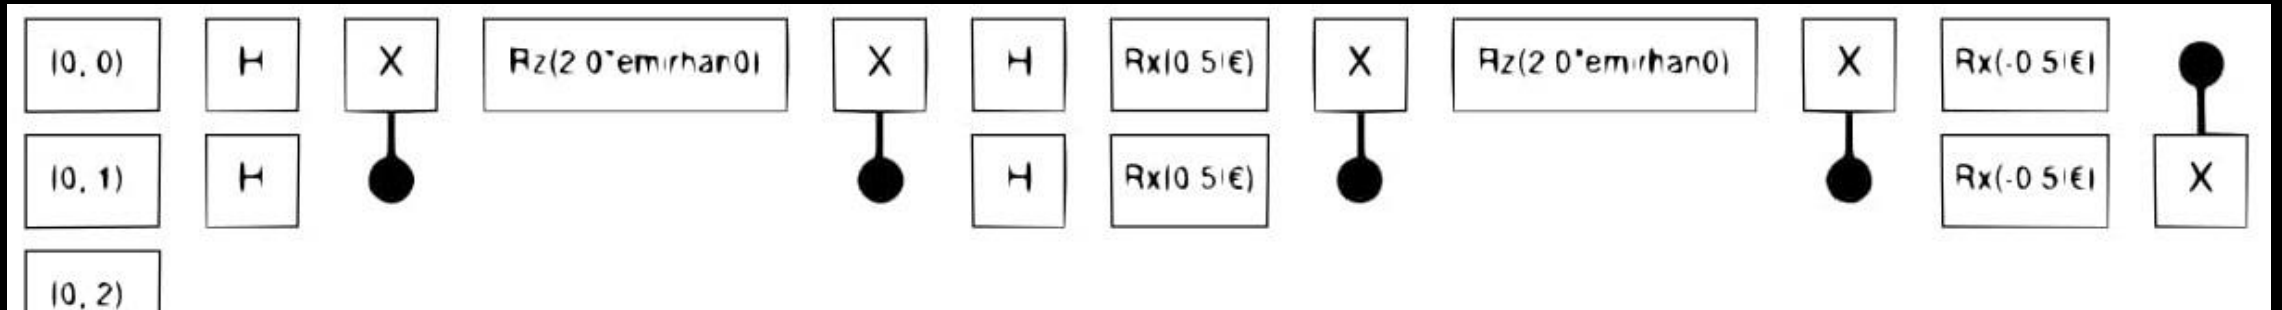 (0, 0) H X Rz(2 0*emirhan0) X H Rx(0 5 €) X Rz(2 0*emirhan0) X Rx(-0 5 €) 
(0, 1) H H Rx(0 5 €) Rx(-0 5 €) X
(0, 2)